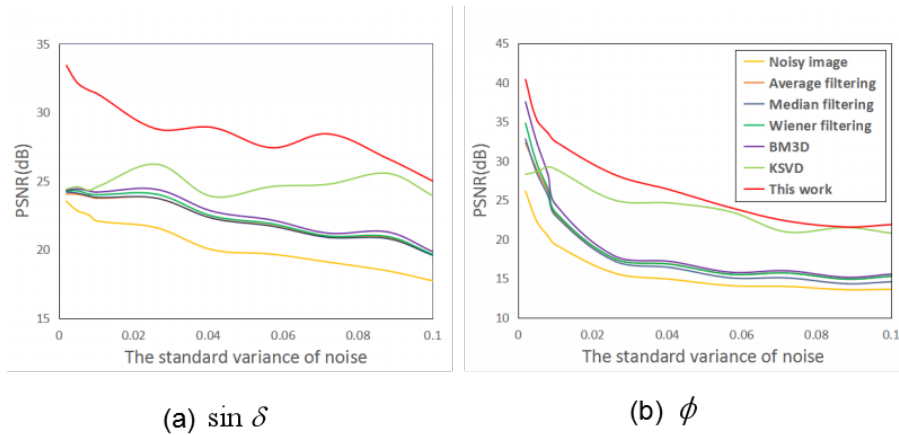 35
30
25
20
15
PSNR(dB)
0
0.02
0.04
0.06
0.08
0.1
The standard variance of noise
(a) sin δ
45
40
35
30
25
20
15
10
PSNR(dB)
Noisy image
Average filtering
Median filtering
Wiener filtering
BM3D
KSVD
This work
0
0.02
0.04
0.06
0.08
0.1
The standard variance of noise
(b) ϕ